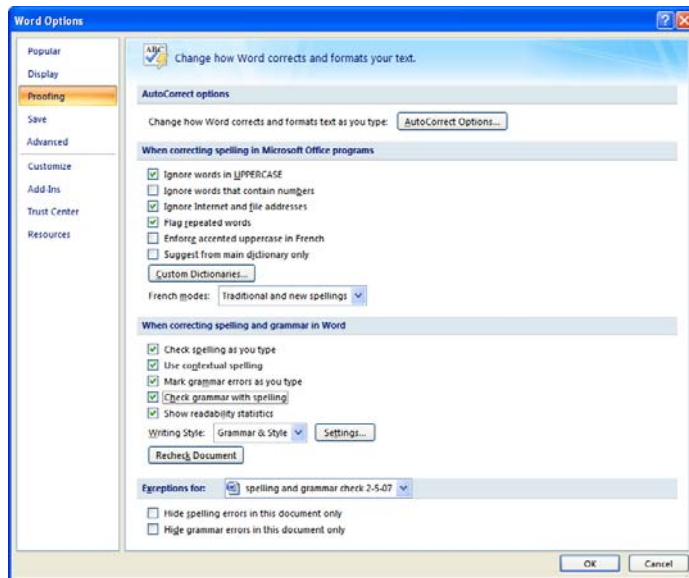 Word Options
Popular
Display
Proofing
Save
Advanced
Customize
Add-Ins
Trust Center
Resources
ABC
Change how Word corrects and formats your text.
AutoCorrect options
Change how Word corrects and formats text as you type: AutoCorrect Options...
When correcting spelling in Microsoft Office programs
Ignore words in UPPERCASE
Ignore words that contain numbers
Ignore Internet and file addresses
Flag repeated words
Enforce accented uppercase in French
Suggest from main dictionary only
Custom Dictionaries...
French modes: Traditional and new spellings
When correcting spelling and grammar in Word
Check spelling as you type
Use contextual spelling
Mark grammar errors as you type
Check grammar with spelling
Show readability statistics
Writing Style: Grammar & Style Settings...
Recheck Document
Exceptions for: spelling and grammar check 2-5-07
Hide spelling errors in this document only
Hide grammar errors in this document only
OK Cancel